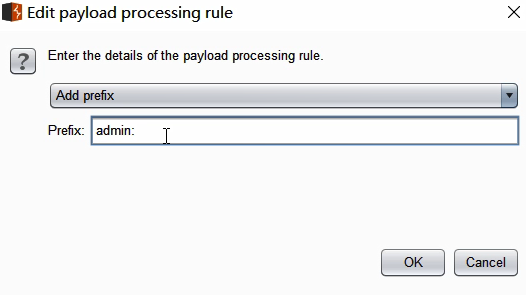 Edit payload processing rule
?
Enter the details of the payload processing rule.
Add prefix
Prefix: admin:
OK Cancel